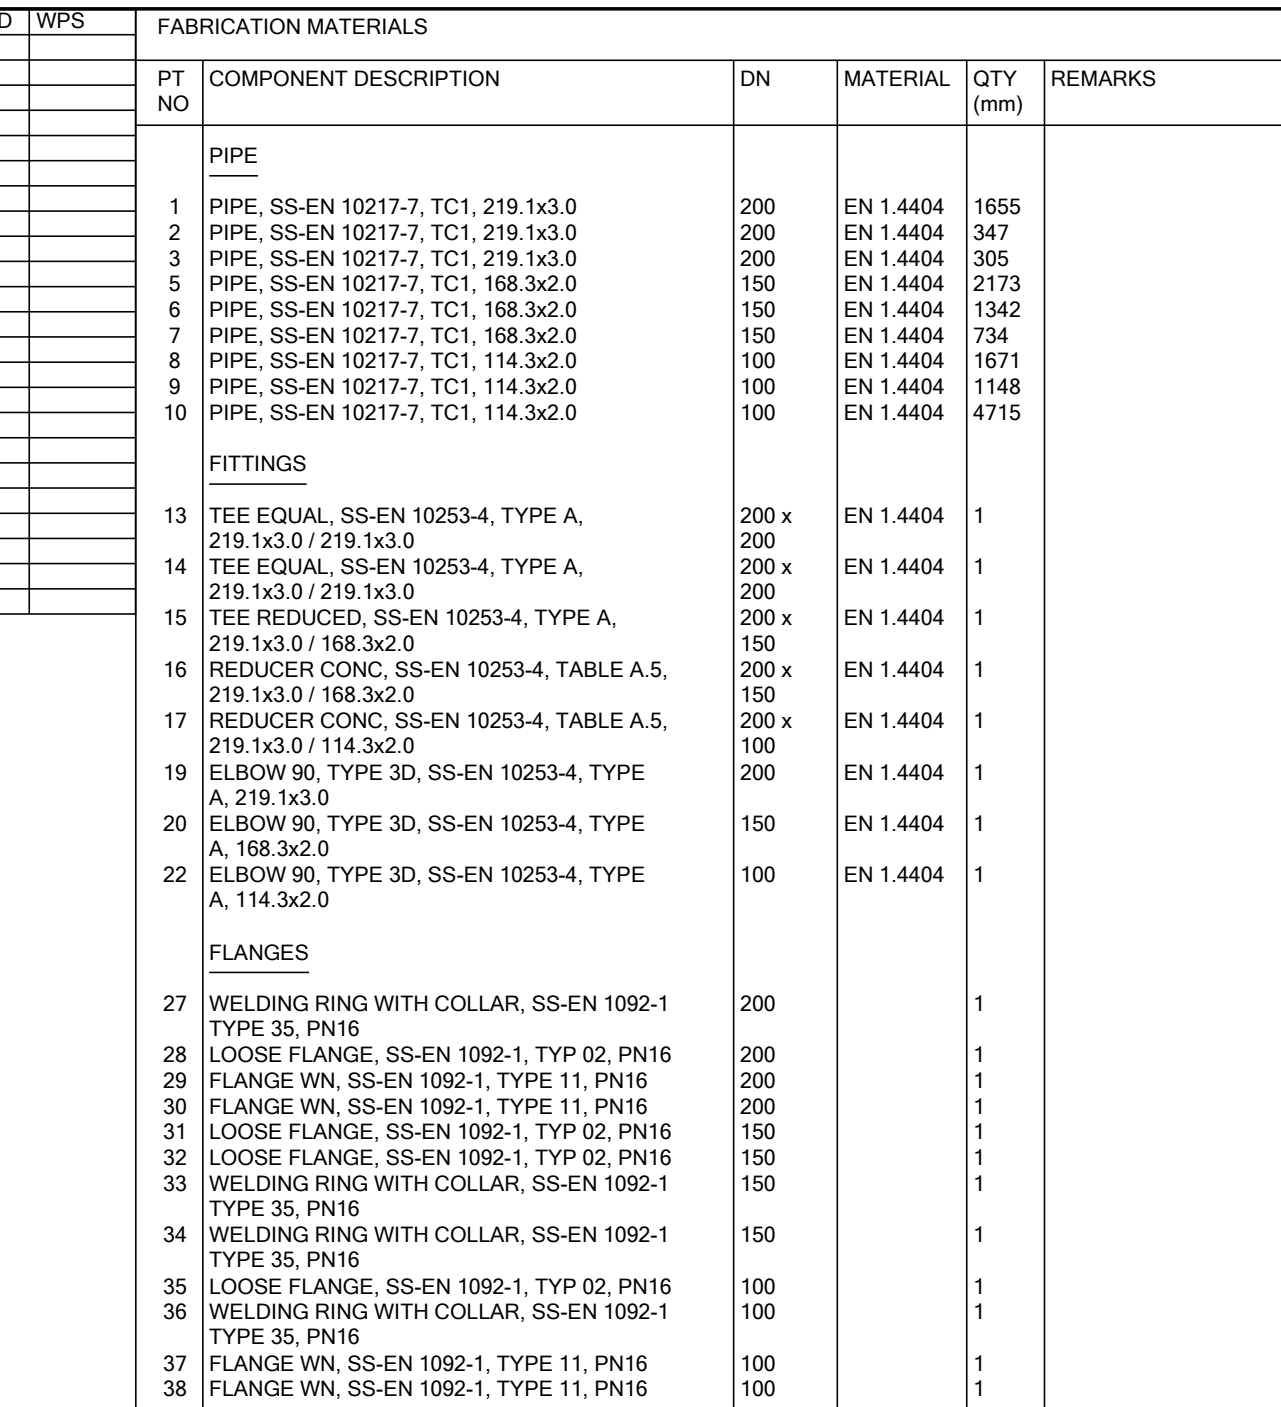 D WPS
FABRICATION MATERIALS
PT NO COMPONENT DESCRIPTION DN MATERIAL QTY (mm) REMARKS
PIPE
1 PIPE, SS-EN 10217-7, TC1, 219.1x3.0 200 EN 1.4404 1655
2 PIPE, SS-EN 10217-7, TC1, 219.1x3.0 200 EN 1.4404 347
3 PIPE, SS-EN 10217-7, TC1, 219.1x3.0 200 EN 1.4404 305
5 PIPE, SS-EN 10217-7, TC1, 168.3x2.0 150 EN 1.4404 2173
6 PIPE, SS-EN 10217-7, TC1, 168.3x2.0 150 EN 1.4404 1342
7 PIPE, SS-EN 10217-7, TC1, 168.3x2.0 150 EN 1.4404 734
8 PIPE, SS-EN 10217-7, TC1, 114.3x2.0 100 EN 1.4404 1671
9 PIPE, SS-EN 10217-7, TC1, 114.3x2.0 100 EN 1.4404 1148
10 PIPE, SS-EN 10217-7, TC1, 114.3x2.0 100 EN 1.4404 4715
FITTINGS
13 TEE EQUAL, SS-EN 10253-4, TYPE A, 200 x EN 1.4404 1
219.1x3.0 / 219.1x3.0 200
14 TEE EQUAL, SS-EN 10253-4, TYPE A, 200 x EN 1.4404 1
219.1x3.0 / 219.1x3.0 200
15 TEE REDUCED, SS-EN 10253-4, TYPE A, 200 x EN 1.4404 1
219.1x3.0 / 168.3x2.0 150
16 REDUCER CONC, SS-EN 10253-4, TABLE A.5, 200 x EN 1.4404 1
219.1x3.0 / 168.3x2.0 150
17 REDUCER CONC, SS-EN 10253-4, TABLE A.5, 200 x EN 1.4404 1
219.1x3.0 / 114.3x2.0 100
19 ELBOW 90, TYPE 3D, SS-EN 10253-4, TYPE 200 EN 1.4404 1
A, 219.1x3.0
20 ELBOW 90, TYPE 3D, SS-EN 10253-4, TYPE 150 EN 1.4404 1
A, 168.3x2.0
22 ELBOW 90, TYPE 3D, SS-EN 10253-4, TYPE 100 EN 1.4404 1
A, 114.3x2.0
FLANGES
27 WELDING RING WITH COLLAR, SS-EN 1092-1 200 1
TYPE 35, PN16
28 LOOSE FLANGE, SS-EN 1092-1, TYP 02, PN16 200 1
29 FLANGE WN, SS-EN 1092-1, TYPE 11, PN16 200 1
30 FLANGE WN, SS-EN 1092-1, TYPE 11, PN16 200 1
31 LOOSE FLANGE, SS-EN 1092-1, TYP 02, PN16 150 1
32 LOOSE FLANGE, SS-EN 1092-1, TYP 02, PN16 150 1
33 WELDING RING WITH COLLAR, SS-EN 1092-1 150 1
TYPE 35, PN16
34 WELDING RING WITH COLLAR, SS-EN 1092-1 150 1
TYPE 35, PN16
35 LOOSE FLANGE, SS-EN 1092-1, TYP 02, PN16 100 1
36 WELDING RING WITH COLLAR, SS-EN 1092-1 100 1
TYPE 35, PN16
37 FLANGE WN, SS-EN 1092-1, TYPE 11, PN16 100 1
38 FLANGE WN, SS-EN 1092-1, TYPE 11, PN16 100 1